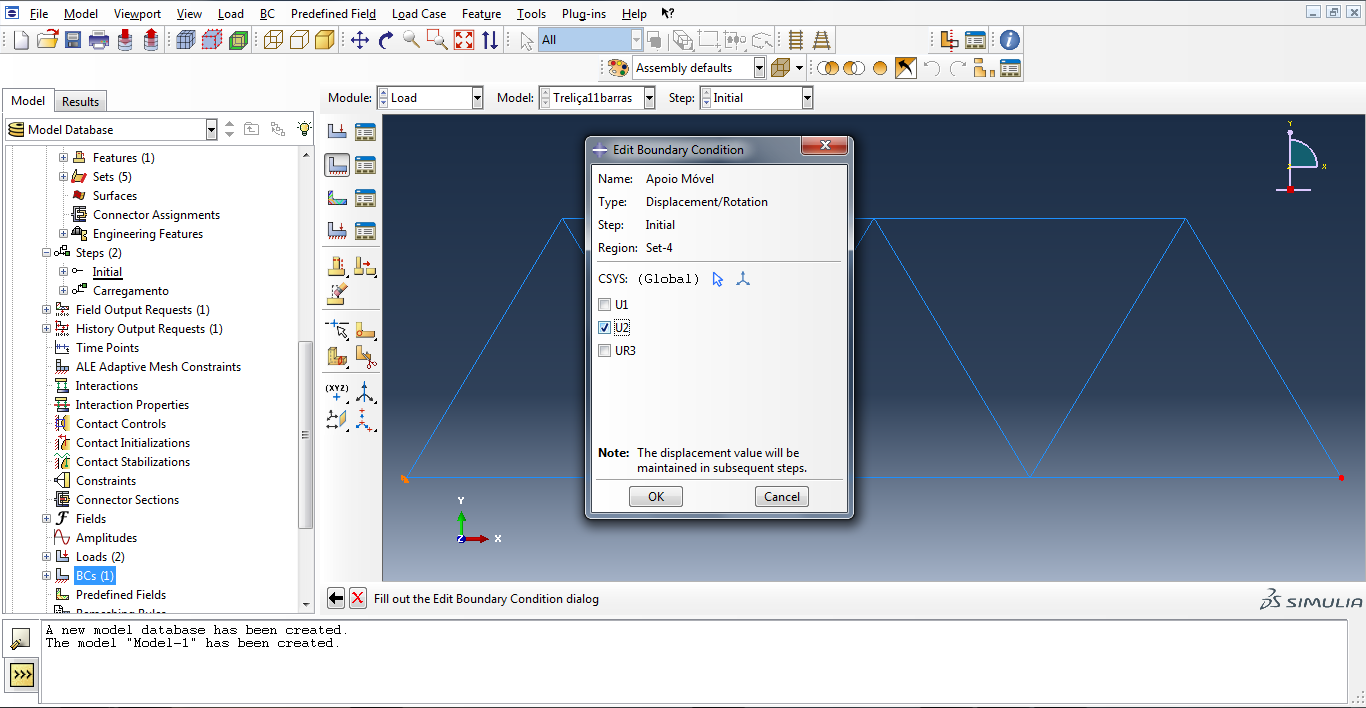 File Model Viewport View Load BC Predefined Field Load Case Feature Tools Plug-ins Help
All
Assembly defaults
Model Results
Module: Load Model: Treliça11barras Step: Initial
Model Database
Features (1)
Sets (5)
Surfaces
Connector Assignments
Engineering Features
Steps (2)
Initial
Carregamento
Field Output Requests (1)
History Output Requests (1)
Time Points
ALE Adaptive Mesh Constraints
Interactions
Interaction Properties
Contact Controls
Contact Initializations
Contact Stabilizations
Constraints
Connector Sections
Fields
Amplitudes
Loads (2)
BCs (1)
Predefined Fields
Remeshing Rules
(XYZ)
Edit Boundary Condition
Name: Apoio Móvel
Type: Displacement/Rotation
Step: Initial
Region: Set-4
CSYS: (Global)
U1
U2
UR3
Note: The displacement value will be
maintained in subsequent steps.
OK Cancel
Y
X
Y
Z X
Fill out the Edit Boundary Condition dialog
SIMULIA
A new model database has been created.
The model "Model-1" has been created.
>>>